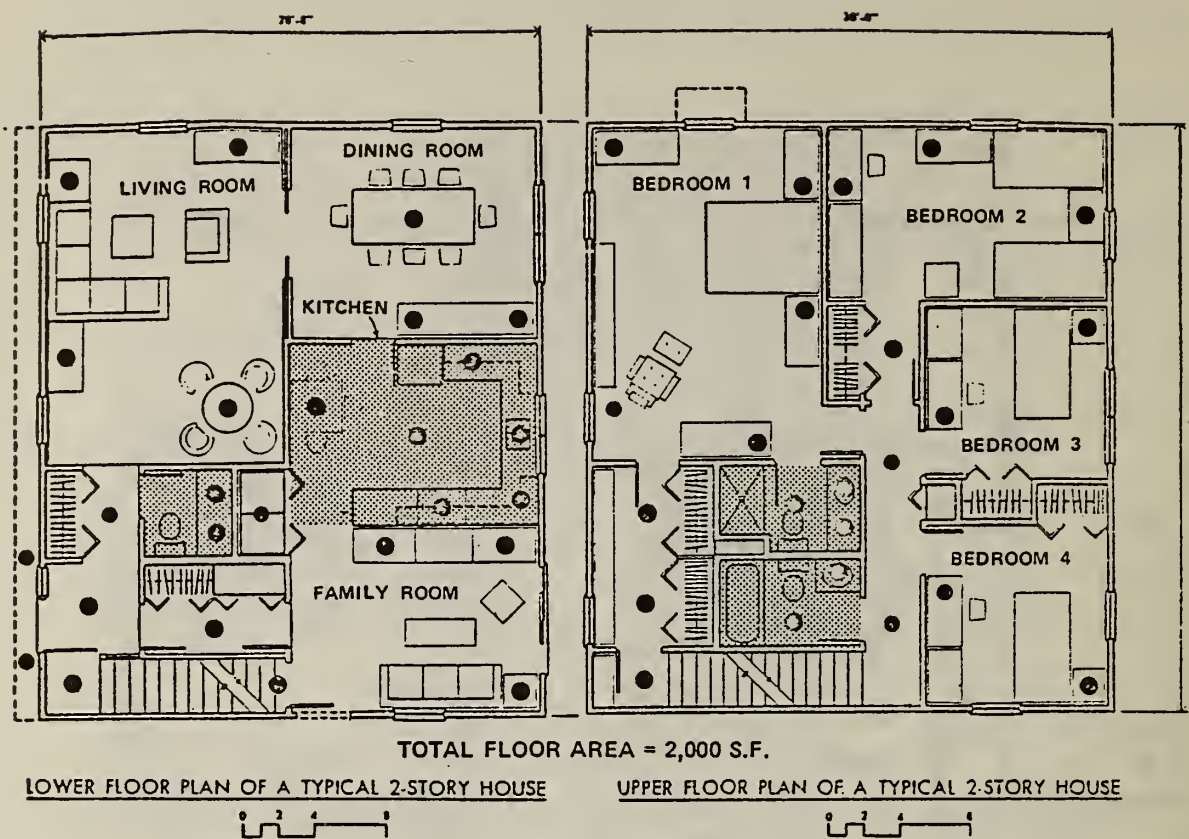 LIVING ROOM
DINING ROOM
KITCHEN
FAMILY ROOM
BEDROOM 1
BEDROOM 2
BEDROOM 3
BEDROOM 4
TOTAL FLOOR AREA = 2,000 S.F.
LOWER FLOOR PLAN OF A TYPICAL 2-STORY HOUSE
UPPER FLOOR PLAN OF A TYPICAL 2-STORY HOUSE
0 2 4 8
0 2 4